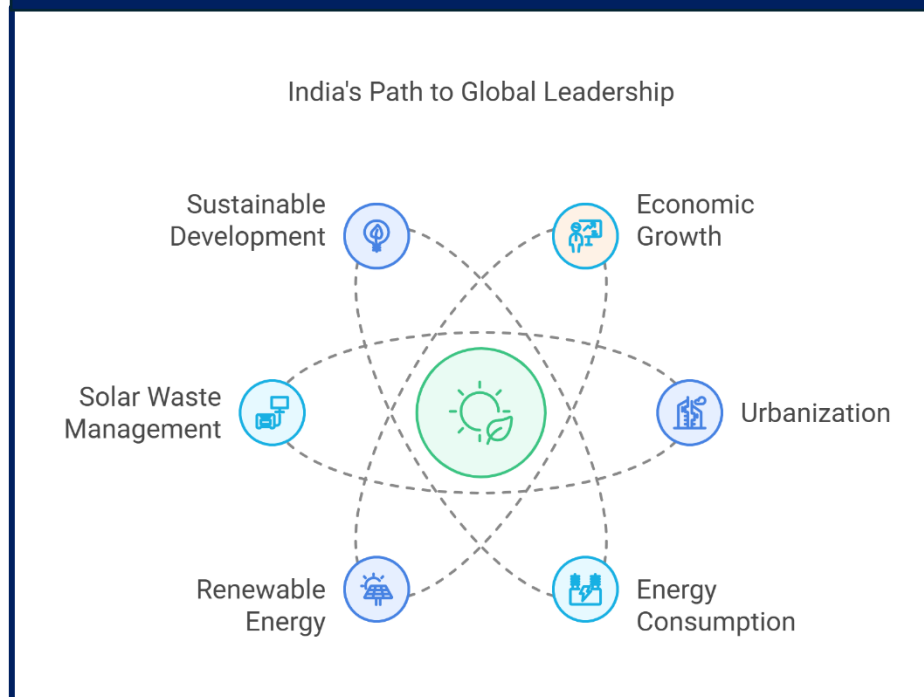 India's Path to Global Leadership
Sustainable
Development
Economic
Growth
Solar Waste
Management
Urbanization
Renewable
Energy
Energy
Consumption